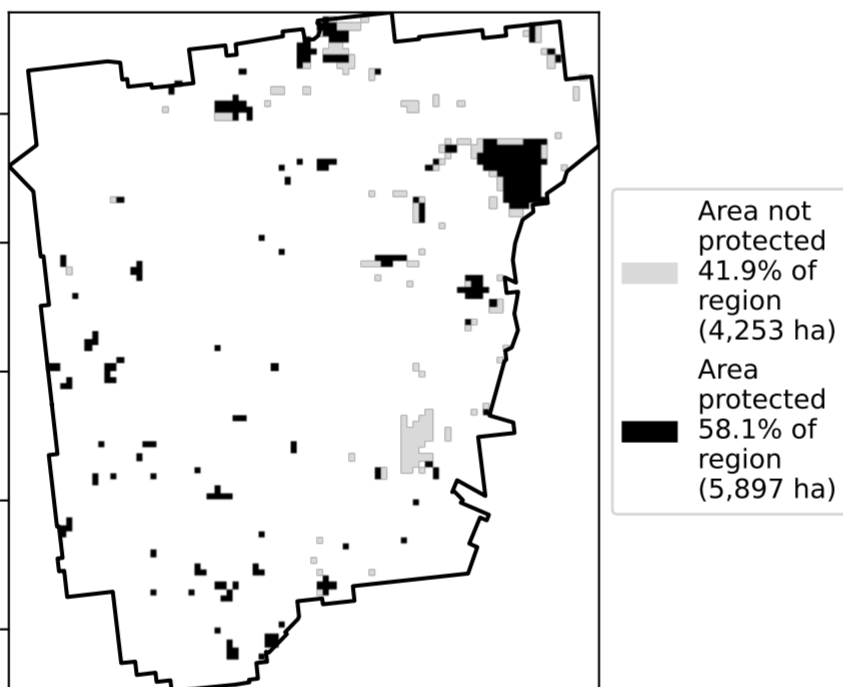 Area not
protected
41.9% of
region
(4,253 ha)
Area
protected
58.1% of
region
(5,897 ha)